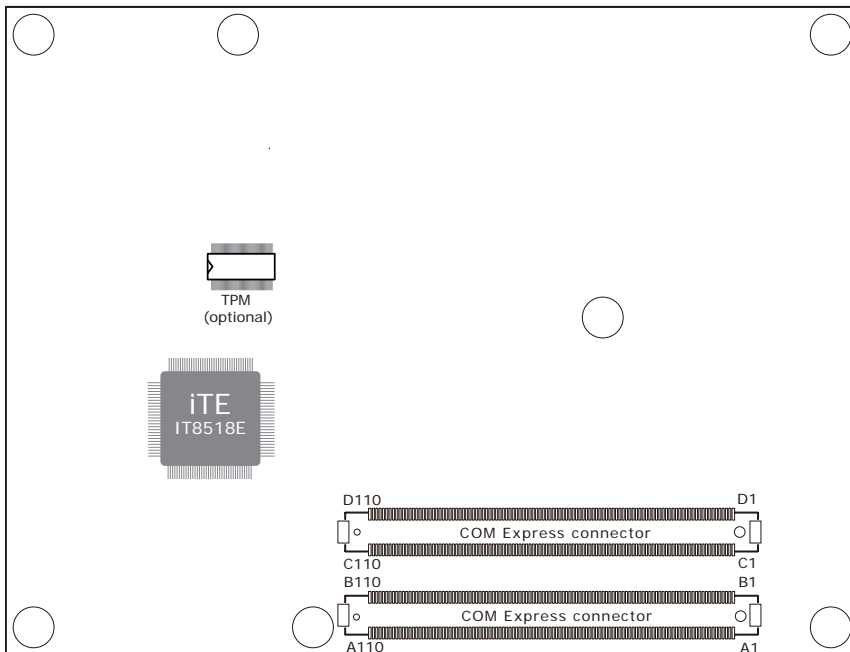 TPM
(optional)
iTE
IT8518E
D110 D1
COM Express connector
C110 C1
B110 B1
COM Express connector
A110 A1